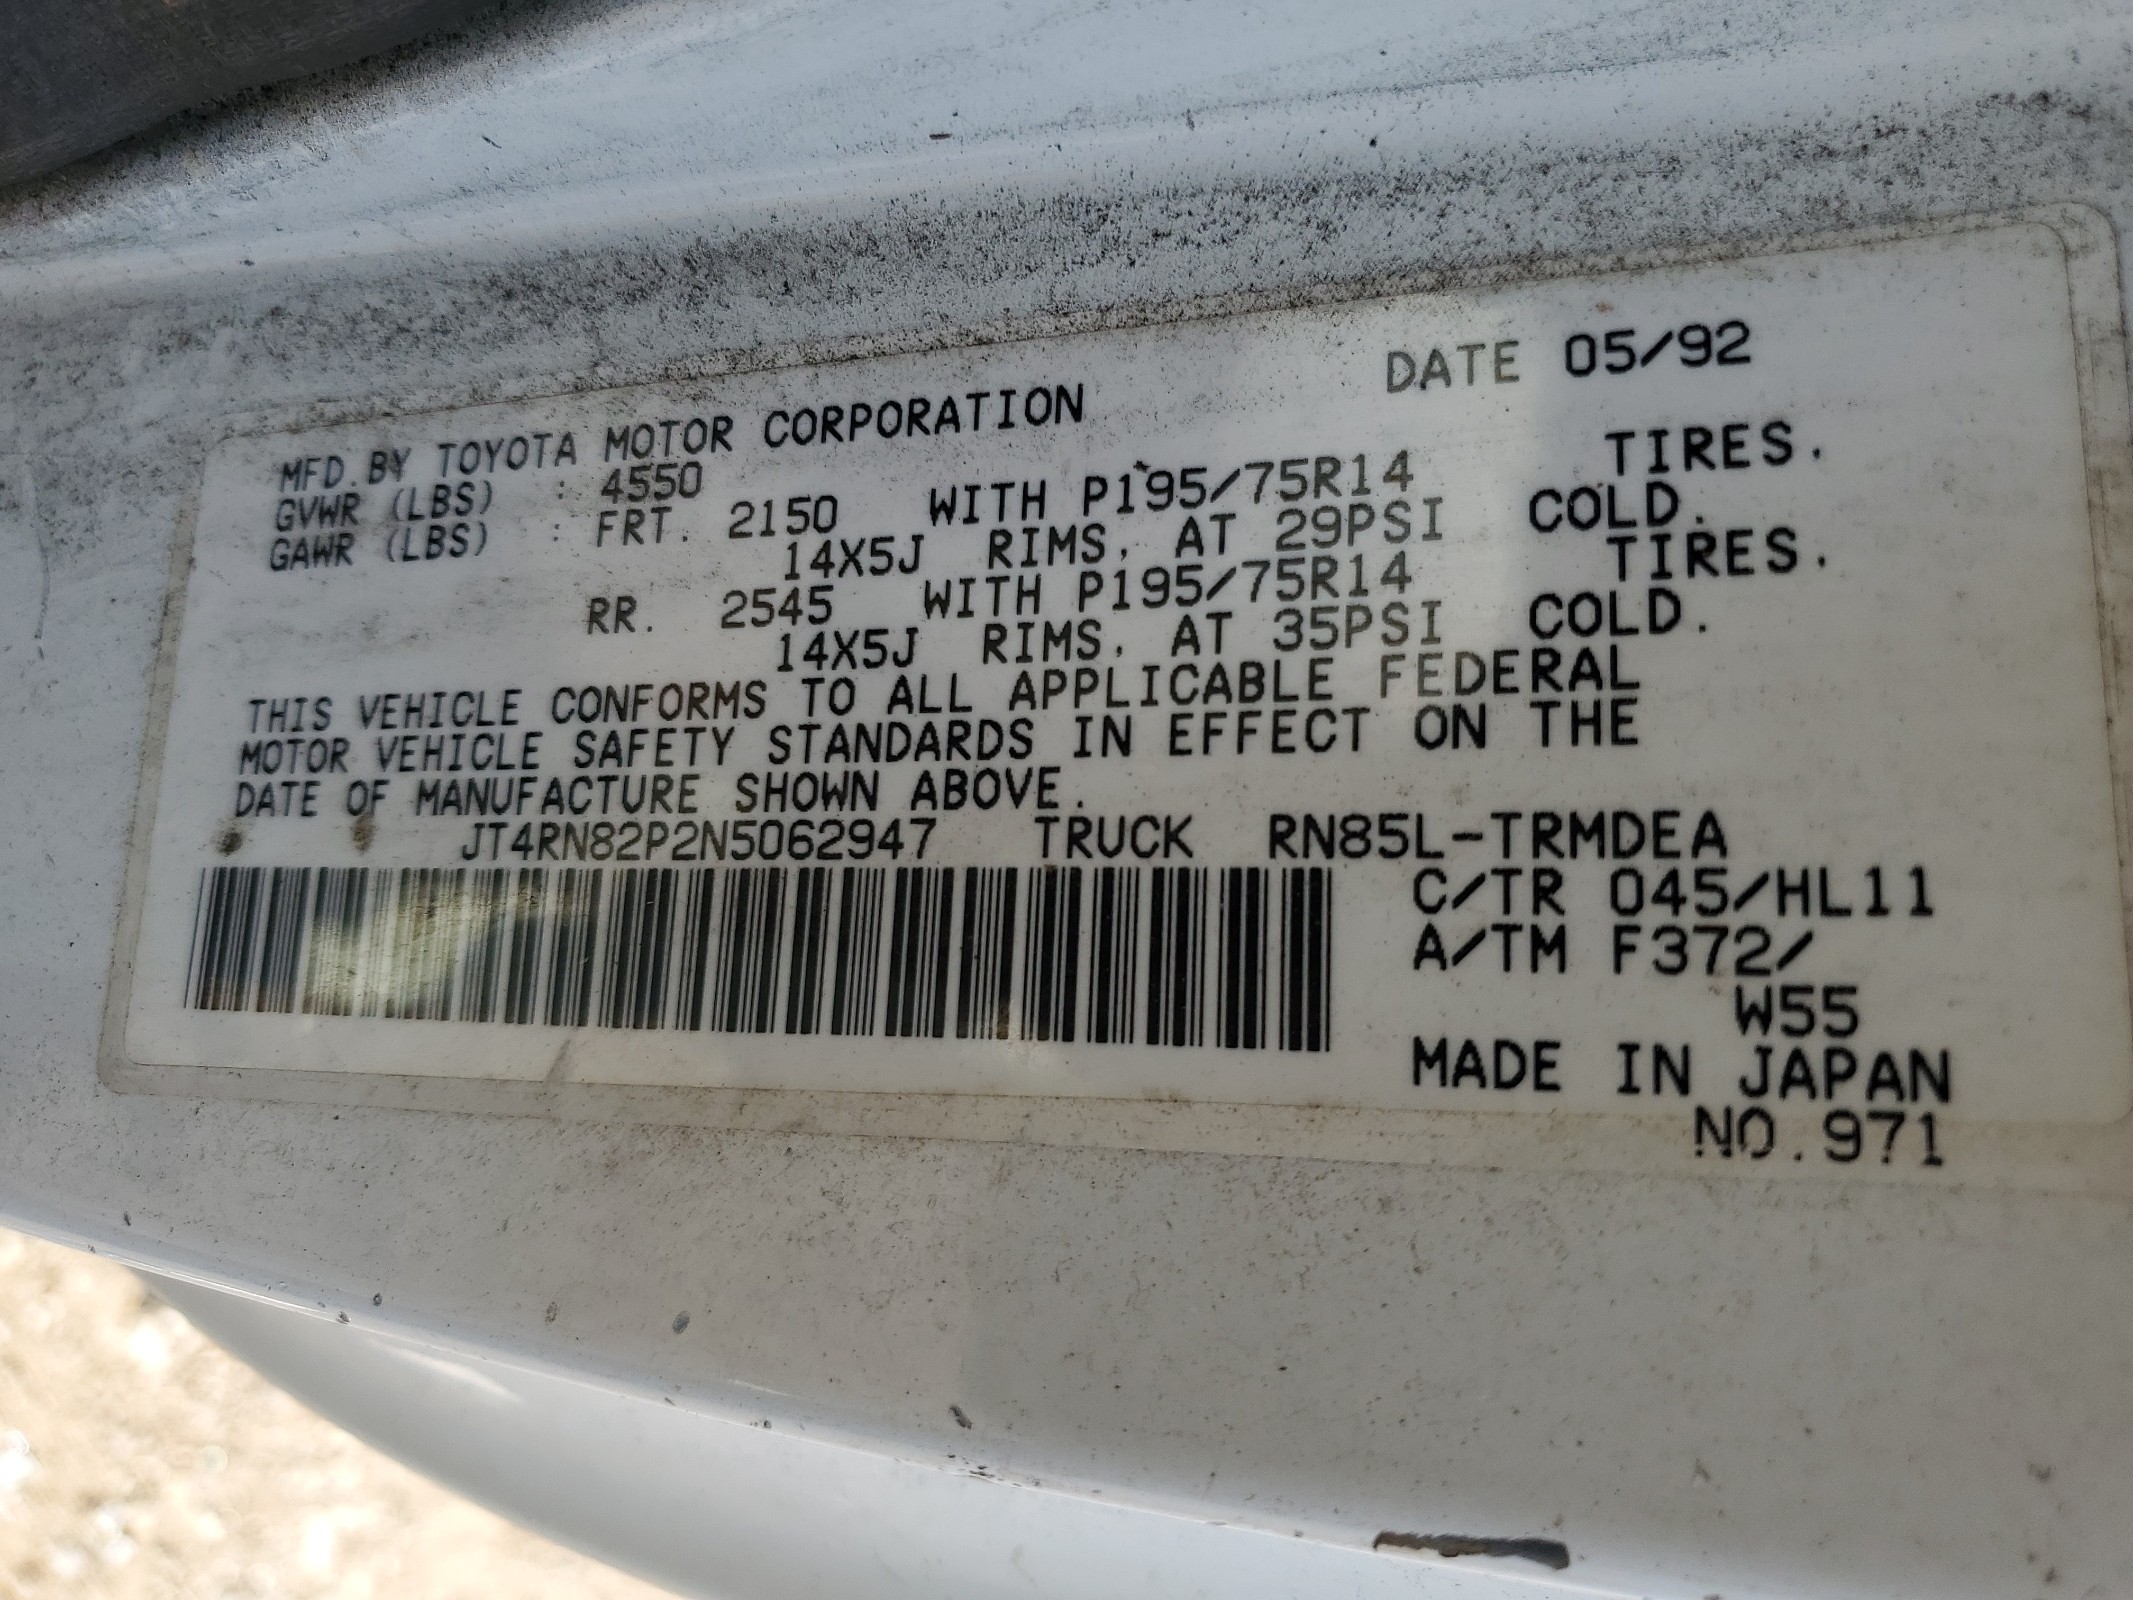 DATE 05/92
MFD.BY TOYOTA MOTOR CORPORATION
GVWR (LBS) : 4550
GAWR (LBS) : FRT. 2150 WITH P195/75R14 TIRES.
14X5J RIMS. AT 29PSI COLD.
RR. 2545 WITH P195/75R14 TIRES.
14X5J RIMS. AT 35PSI COLD.
THIS VEHICLE CONFORMS TO ALL APPLICABLE FEDERAL
MOTOR VEHICLE SAFETY STANDARDS IN EFFECT ON THE
DATE OF MANUFACTURE SHOWN ABOVE.
JT4RN82P2N5062947 TRUCK RN85L-TRMDEA
C/TR 045/HL11
A/TM F372/
W55
MADE IN JAPAN
NO.971